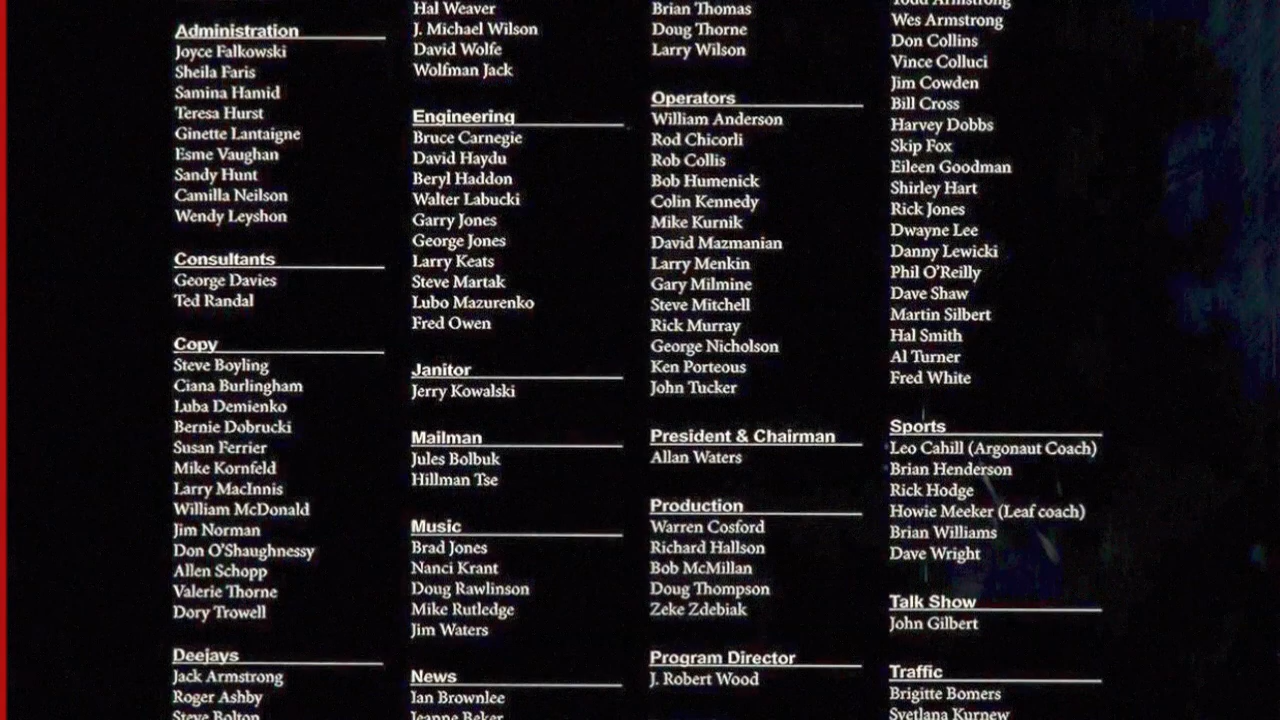 Administration
Joyce Falkowski
Sheila Faris
Samina Hamid
Teresa Hurst
Ginette Lantaigne
Esme Vaughan
Sandy Hunt
Camilla Neilson
Wendy Leyshon
Consultants
George Davies
Ted Randal
Copy
Steve Boyling
Ciana Burlingham
Luba Demienko
Bernie Dobrucki
Susan Ferrier
Mike Kornfeld
Larry MacInnis
William McDonald
Jim Norman
Don O'Shaughnessy
Allen Schopp
Valerie Thorne
Dory Trowell
Deejays
Jack Armstrong
Roger Ashby
Steve Bolton
Hal Weaver
J. Michael Wilson
David Wolfe
Wolfman Jack
Engineering
Bruce Carnegie
David Haydu
Beryl Haddon
Walter Labucki
Garry Jones
George Jones
Larry Keats
Steve Martak
Lubo Mazurenko
Fred Owen
Janitor
Jerry Kowalski
Mailman
Jules Bolbuk
Hillman Tse
Music
Brad Jones
Nanci Krant
Doug Rawlinson
Mike Rutledge
Jim Waters
News
Ian Brownlee
Jeanne Beker
Brian Thomas
Doug Thorne
Larry Wilson
Operators
William Anderson
Rod Chicorli
Rob Collis
Bob Humenick
Colin Kennedy
Mike Kurnik
David Mazmanian
Larry Menkin
Gary Milmine
Steve Mitchell
Rick Murray
George Nicholson
Ken Porteous
John Tucker
President & Chairman
Allan Waters
Production
Warren Cosford
Richard Hallson
Bob McMillan
Doug Thompson
Zeke Zdebiak
Program Director
J. Robert Wood
Todd Armstrong
Wes Armstrong
Don Collins
Vince Colluci
Jim Cowden
Bill Cross
Harvey Dobbs
Skip Fox
Eileen Goodman
Shirley Hart
Rick Jones
Dwayne Lee
Danny Lewicki
Phil O'Reilly
Dave Shaw
Martin Silbert
Hal Smith
Al Turner
Fred White
Sports
Leo Cahill (Argonaut Coach)
Brian Henderson
Rick Hodge
Howie Meeker (Leaf coach)
Brian Williams
Dave Wright
Talk Show
John Gilbert
Traffic
Brigitte Bomers
Svetlana Kurnew